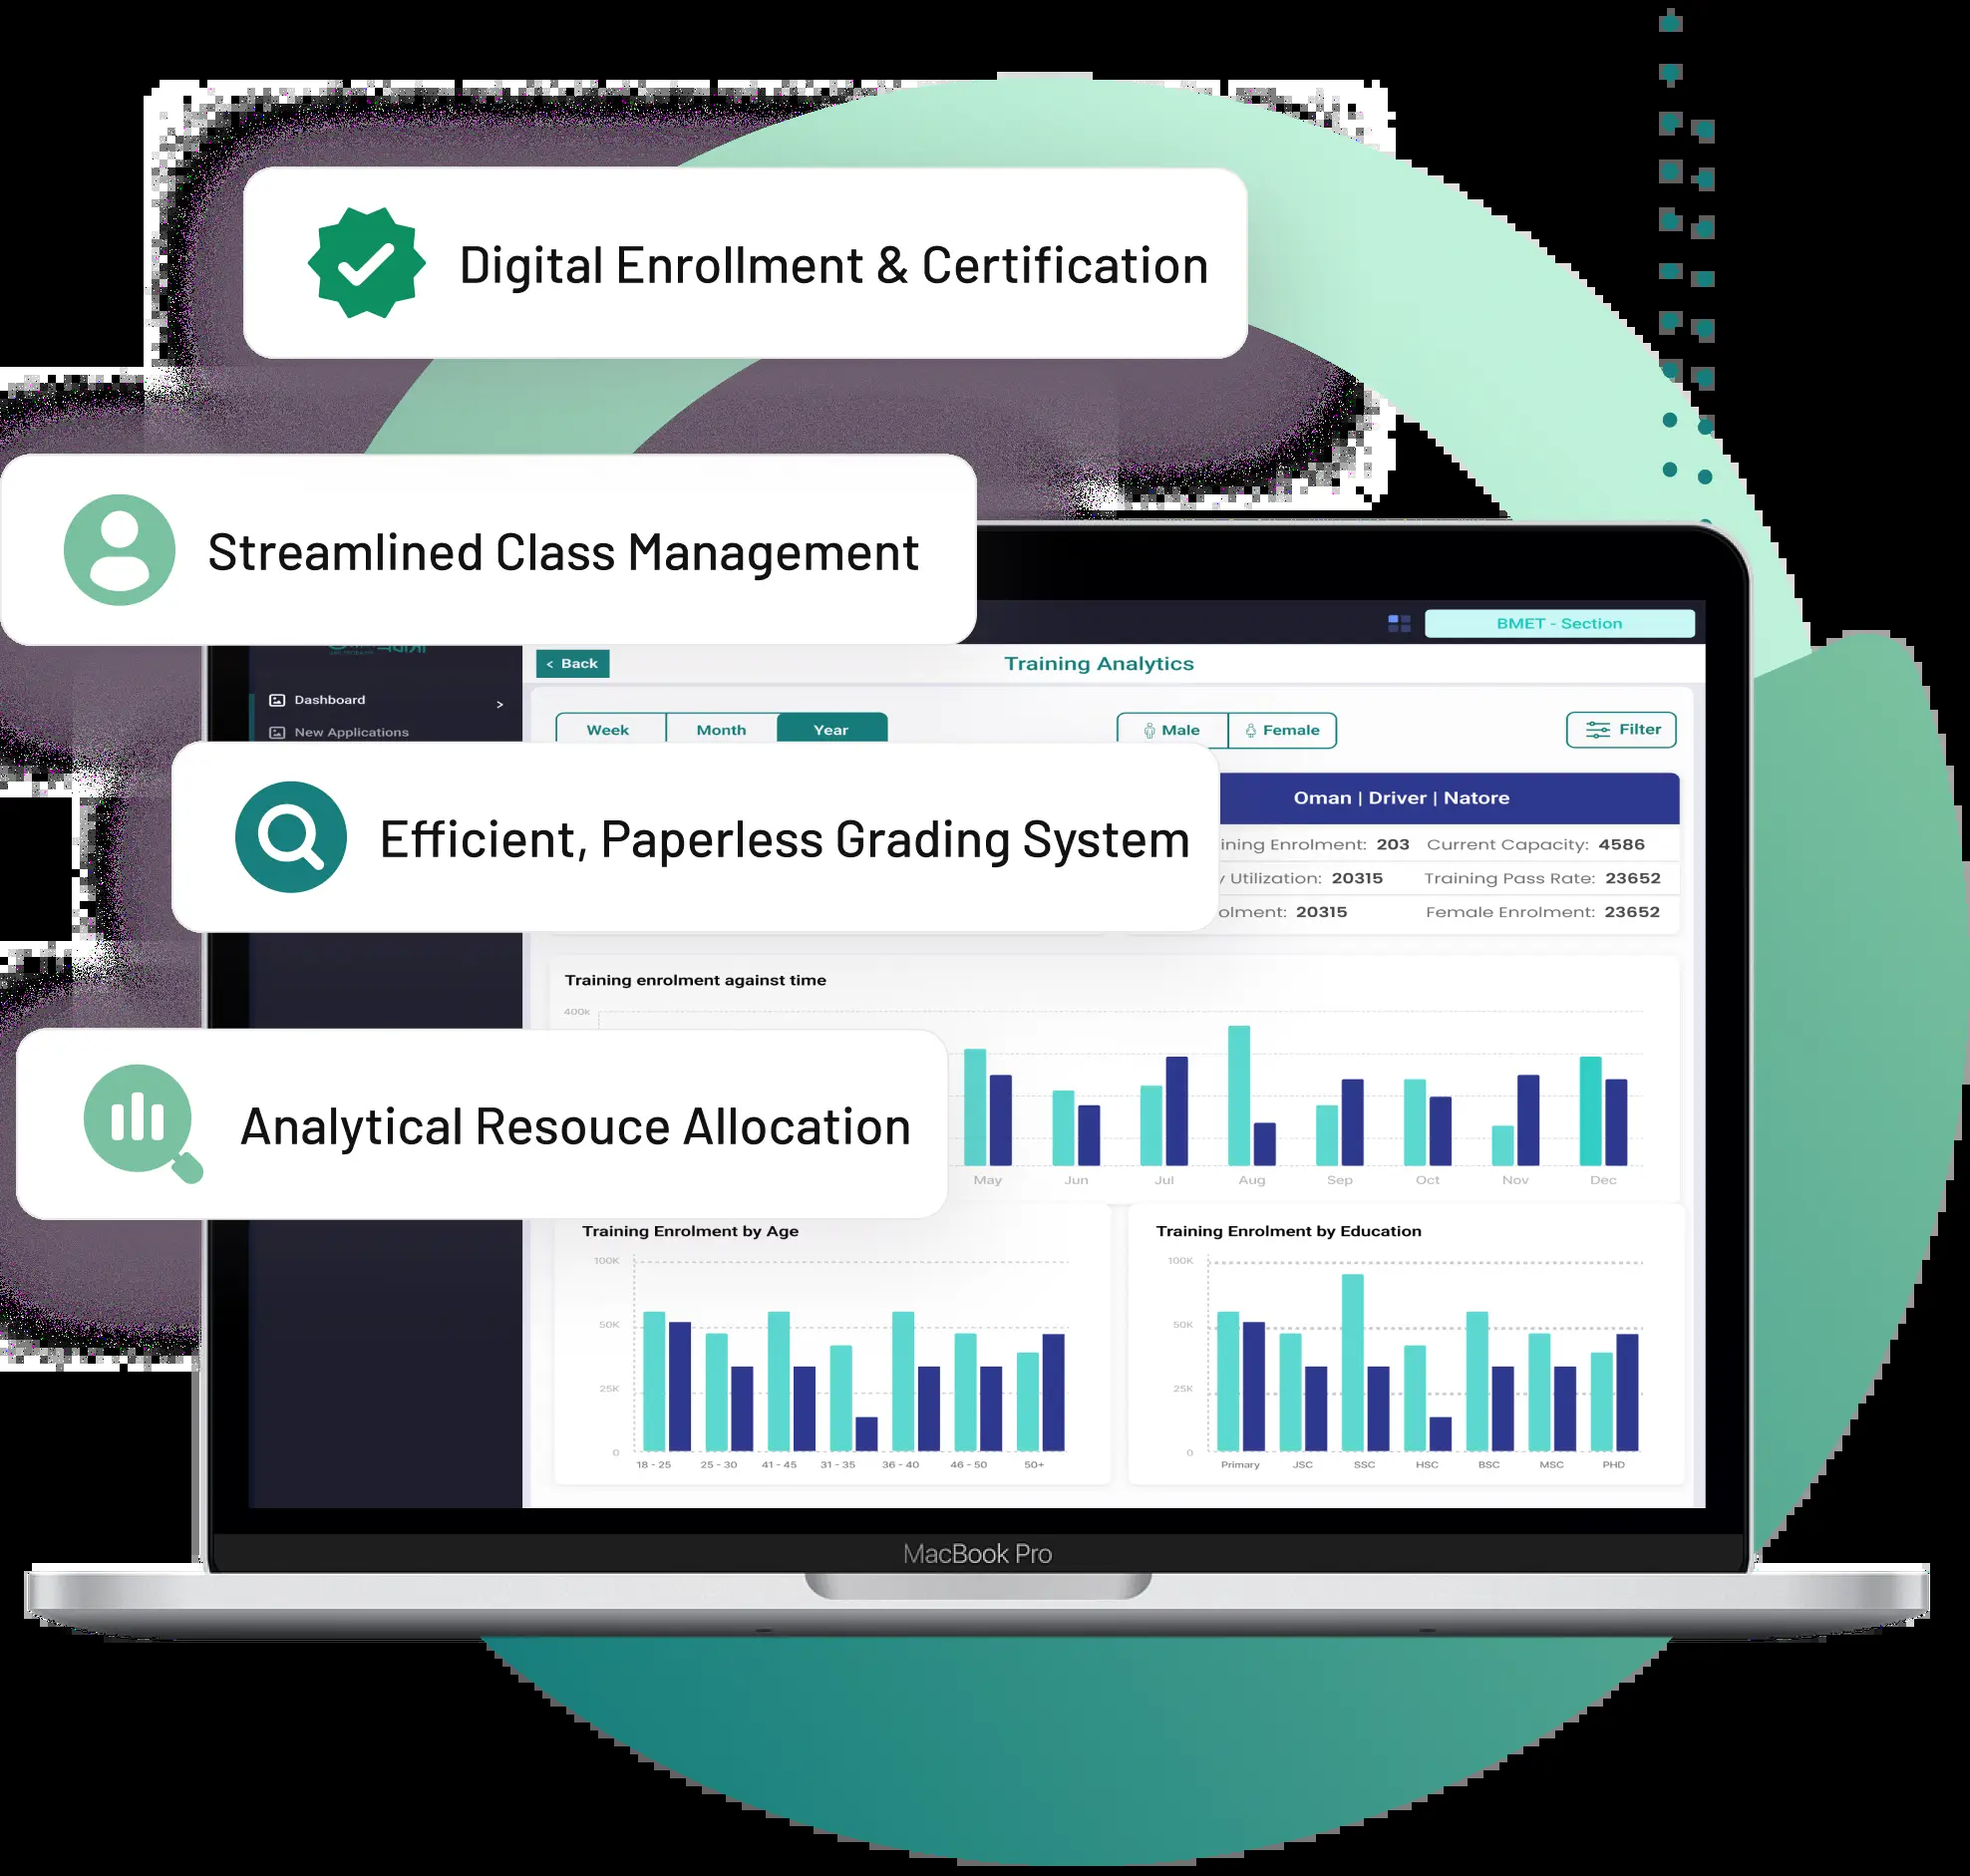 Digital Enrollment & Certification
Streamlined Class Management
BMET - Section
< Back
Training Analytics
Dashboard >
New Applications
Week Month Year
Male Female
Filter
Efficient, Paperless Grading System
Oman | Driver | Natore
Enrolment: 203 Current Capacity: 4586
Utilization: 20315 Training Pass Rate: 23652
20315 Female Enrolment: 23652
Training enrolment against time
400k
Analytical Resouce Allocation
May Jun Jul Aug Sep Oct Nov Dec
Training Enrolment by Age
100K
50K
25K
0
18 - 25 25 - 30 41 - 45 31 - 35 36 - 40 46 - 50 50+
Training Enrolment by Education
100K
50K
25K
0
Primary JSC SSC HSC BSC MSC PHD
MacBook Pro